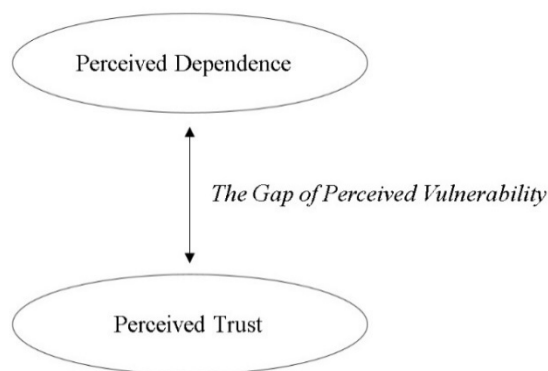 Perceived Dependence
The Gap of Perceived Vulnerability
Perceived Trust